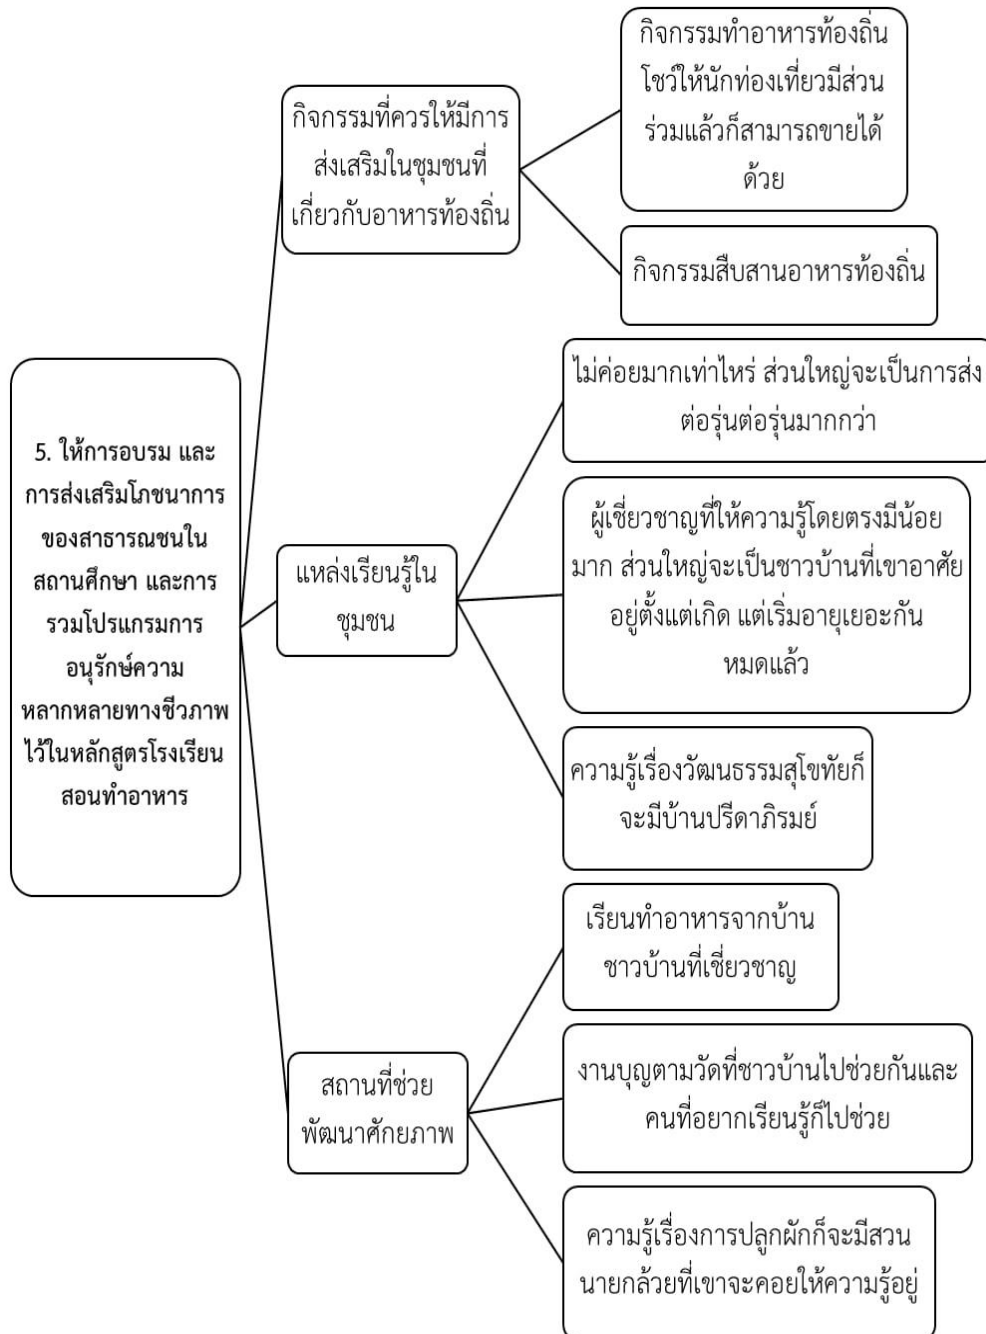 5. ให้การอบรม และ
การส่งเสริมโภชนาการ
ของสาธารณชนใน
สถานศึกษา และการ
รวมโปรแกรมการ
อนุรักษ์ความ
หลากหลายทางชีวภาพ
ไว้ในหลักสูตรโรงเรียน
สอนทำอาหาร
กิจกรรมที่ควรให้มีการ
ส่งเสริมในชุมชนที่
เกี่ยวกับอาหารท้องถิ่น
กิจกรรมทำอาหารท้องถิ่น
โชว์ให้นักท่องเที่ยวมีส่วน
ร่วมแล้วก็สามารถขายได้
ด้วย
กิจกรรมสืบสานอาหารท้องถิ่น
แหล่งเรียนรู้ใน
ชุมชน
ไม่ค่อยมากเท่าไหร่ ส่วนใหญ่จะเป็นการส่ง
ต่อรุ่นต่อรุ่นมากกว่า
ผู้เชี่ยวชาญที่ให้ความรู้โดยตรงมีน้อย
มาก ส่วนใหญ่จะเป็นชาวบ้านที่เขาอาศัย
อยู่ตั้งแต่เกิด แต่เริ่มอายุเยอะกัน
หมดแล้ว
ความรู้เรื่องวัฒนธรรมสุโขทัยก็
จะมีบ้านปรีดาภิรมย์
สถานที่ช่วย
พัฒนาศักยภาพ
เรียนทำอาหารจากบ้าน
ชาวบ้านที่เชี่ยวชาญ
งานบุญตามวัดที่ชาวบ้านไปช่วยกันและ
คนที่อยากเรียนรู้ก็ไปช่วย
ความรู้เรื่องการปลูกผักก็จะมีสวน
นายกล้วยที่เขาจะคอยให้ความรู้อยู่